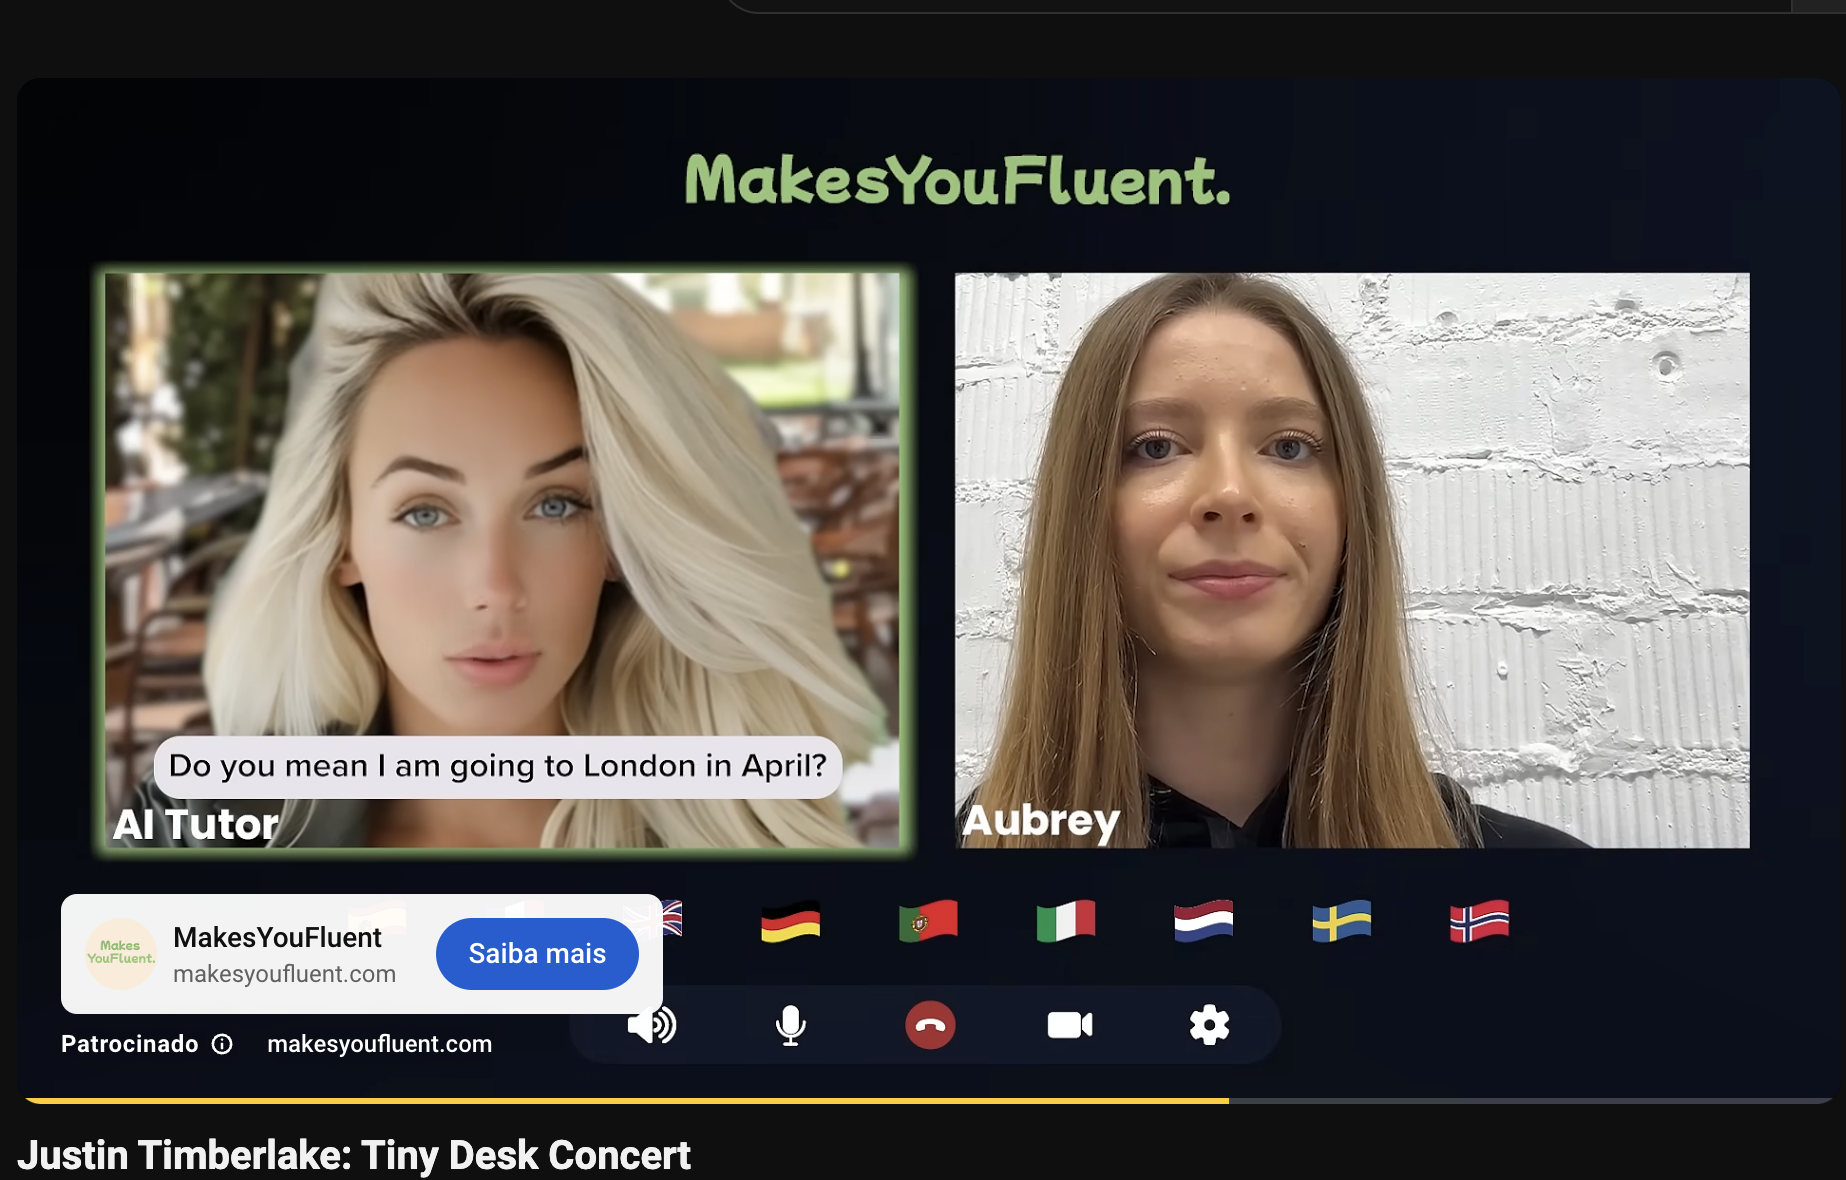 MakesYouFluent.
Do you mean I am going to London in April?
AI Tutor
Aubrey
Makes
YouFluent.
MakesYouFluent
makesyoufluent.com
Saiba mais
Patrocinado
makesyoufluent.com
Justin Timberlake: Tiny Desk Concert